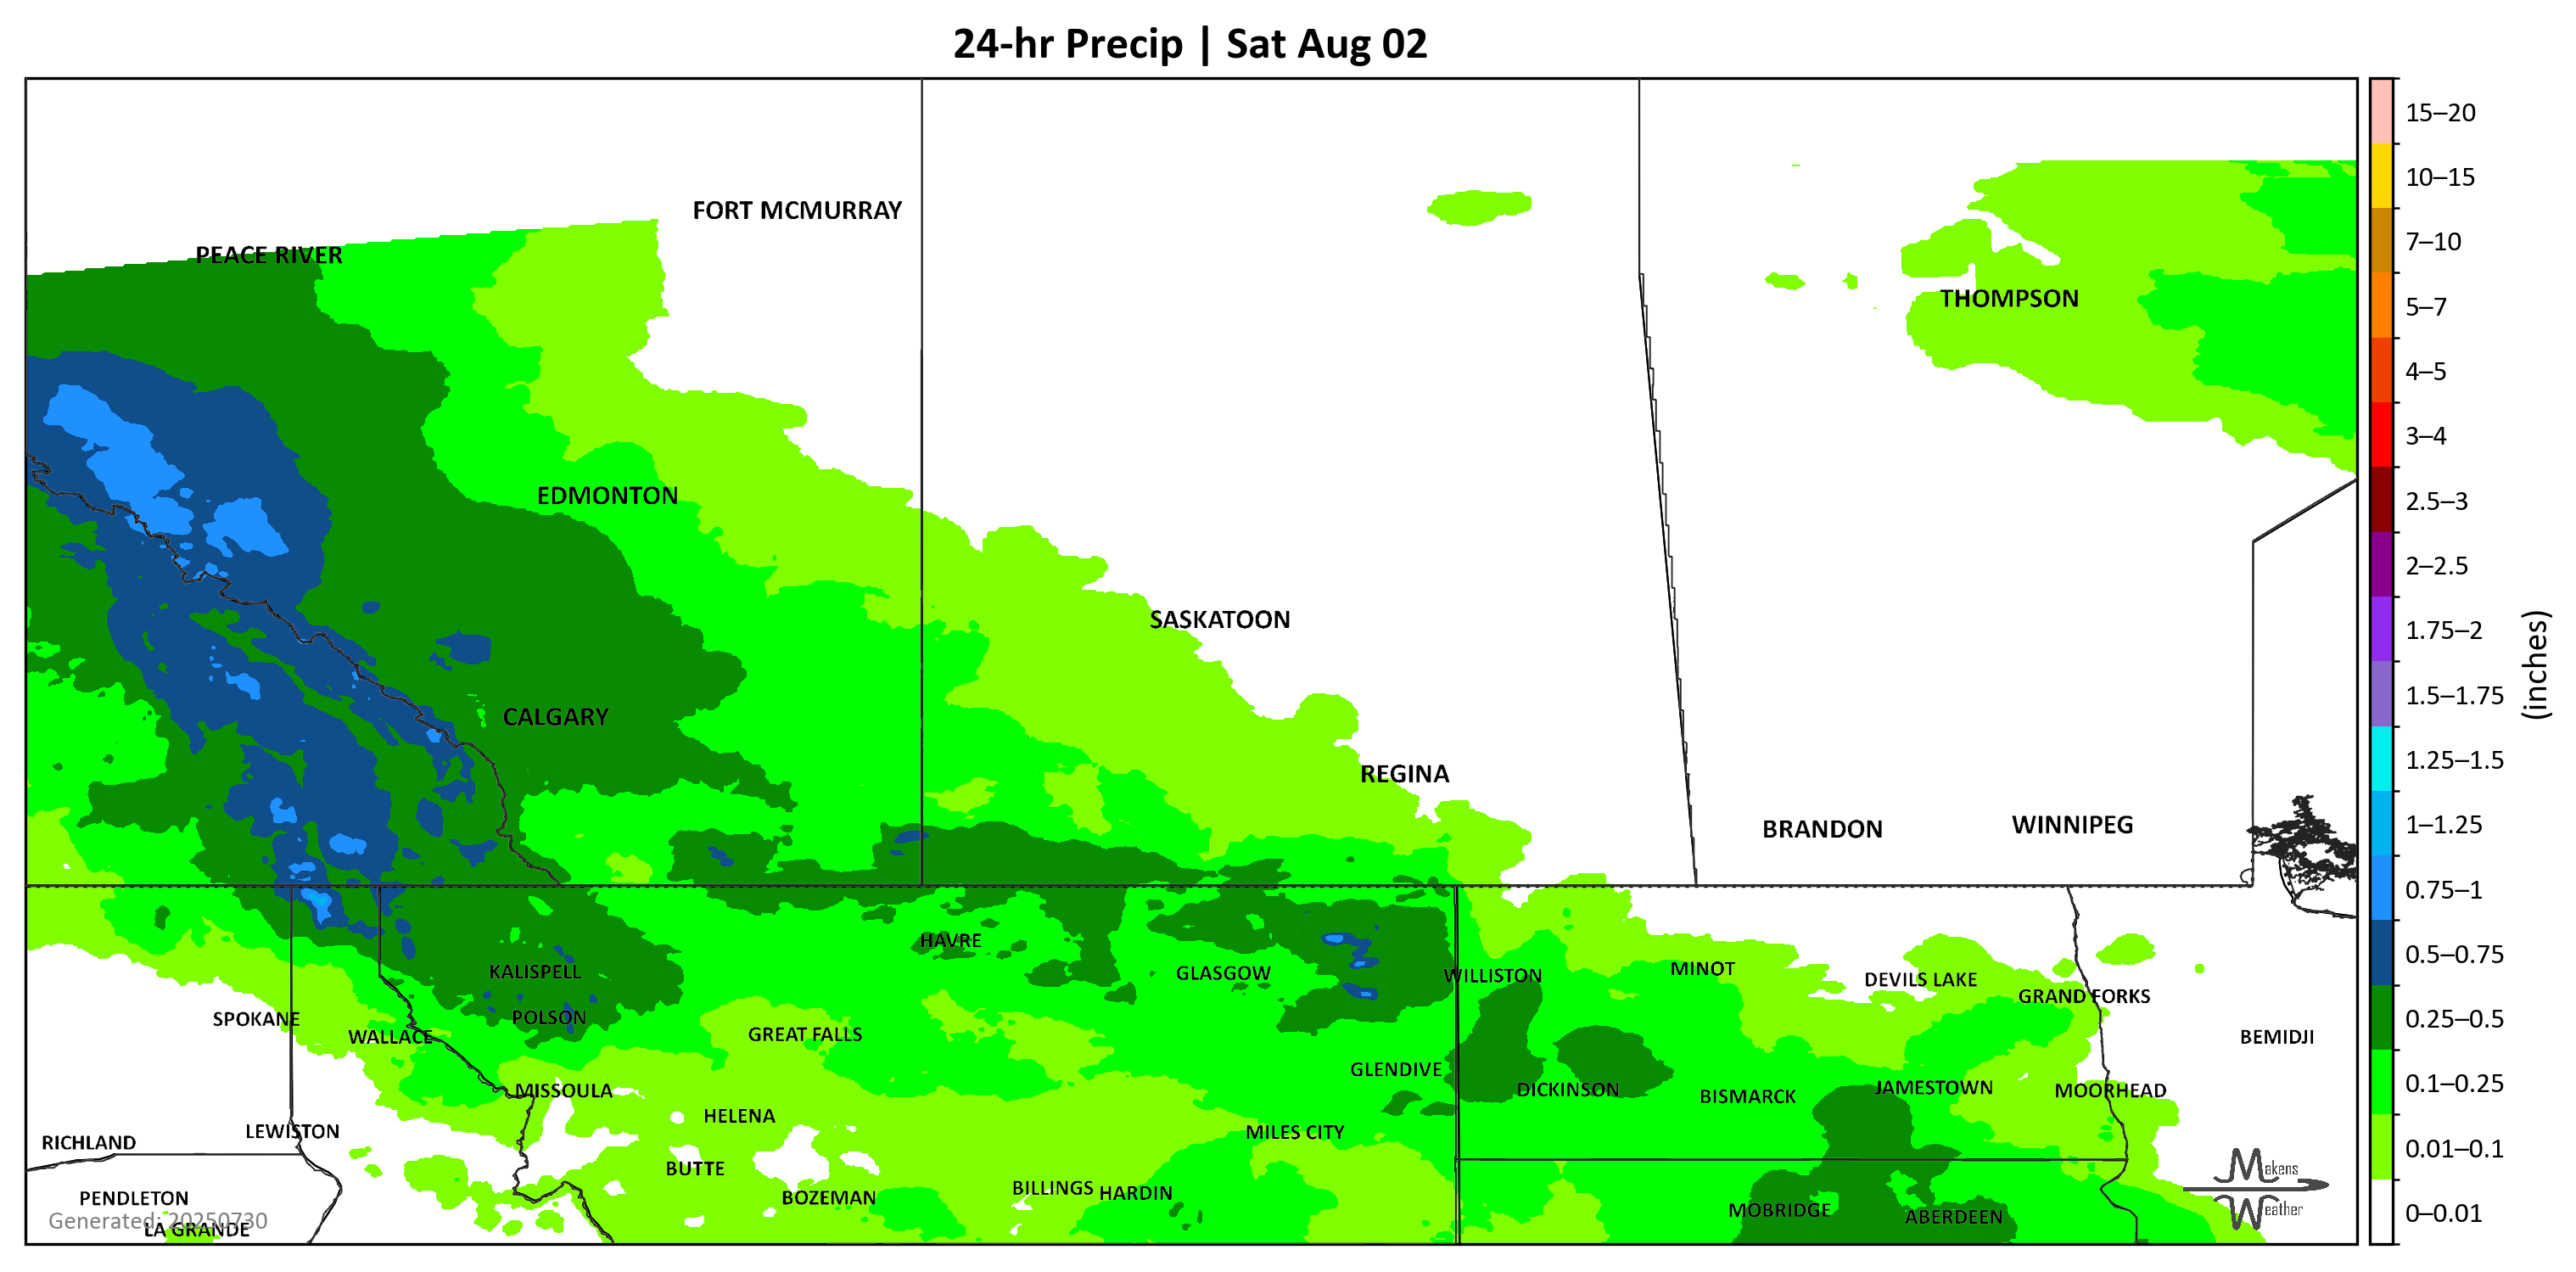 24-hr Precip | Sat Aug 02
FORT MCMURRAY
PEACE RIVER
THOMPSON
EDMONTON
SASKATOON
CALGARY
REGINA
BRANDON
WINNIPEG
HAVRE
KALISPELL
GLASGOW
WILLISTON
MINOT
DEVILS LAKE
GRAND FORKS
SPOKANE
POLSON
WALLACE
GREAT FALLS
BEMIDJI
GLENDIVE
MISSOULA
DICKINSON
BISMARCK
JAMESTOWN
MOORHEAD
HELENA
RICHLAND
LEWISTON
MILES CITY
BUTTE
PENDLETON
BOZEMAN
BILLINGS
HARDIN
MOBRIDGE
ABERDEEN
Generated: 20250730
LA GRANDE
Makens
Weather
15–20
10–15
7–10
5–7
4–5
3–4
2.5–3
2–2.5
1.75–2
1.5–1.75
1.25–1.5
1–1.25
0.75–1
0.5–0.75
0.25–0.5
0.1–0.25
0.01–0.1
0–0.01
(inches)